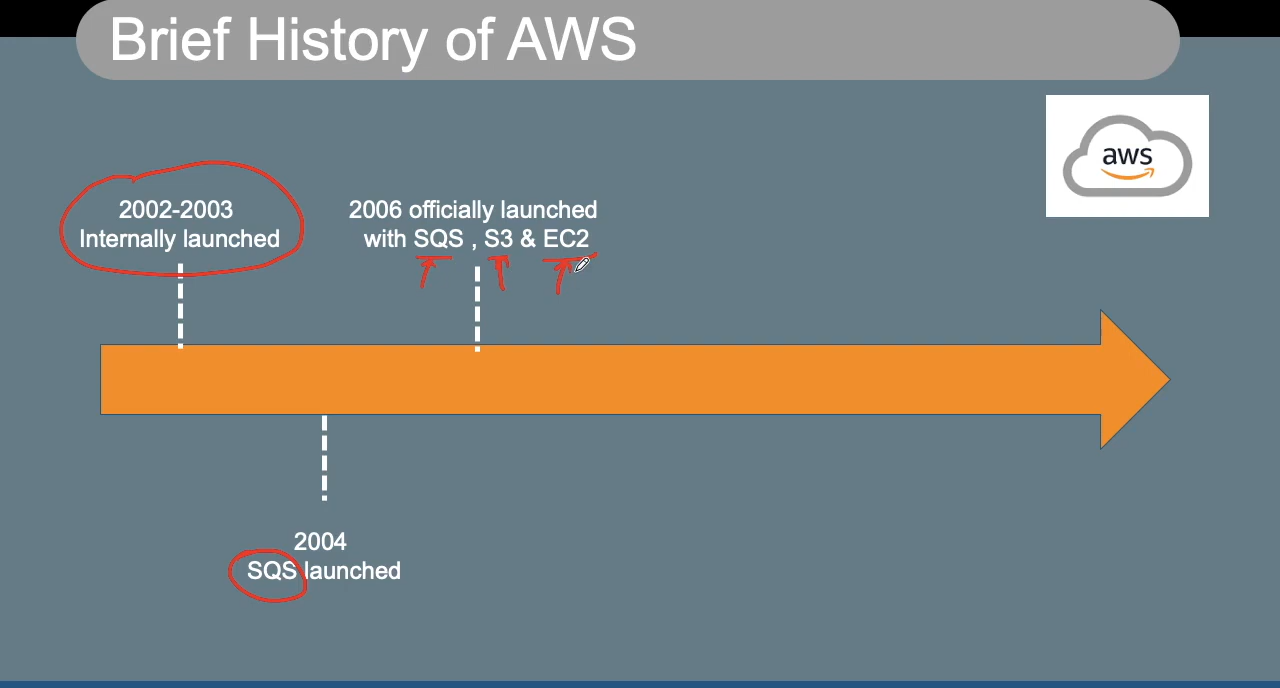 Brief History of AWS
aws
2002-2003
Internally launched
2006 officially launched
with SQS , S3 & EC2
2004
SQS launched